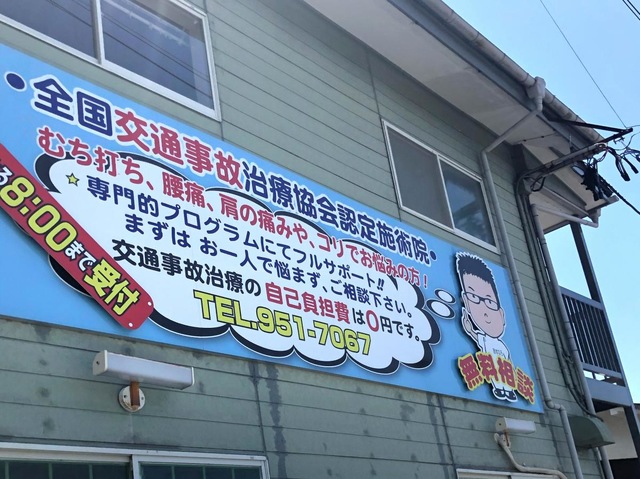 ・全国交通事故治療協会認定施術院・
むち打ち、腰痛、肩の痛みや、コリでお悩みの方！
専門的プログラムにてフルサポート!!
まずは お一人で悩まず、ご相談下さい。
交通事故治療の自己負担費は0円です。
TEL.951-7067
8:00まで受付
無料相談